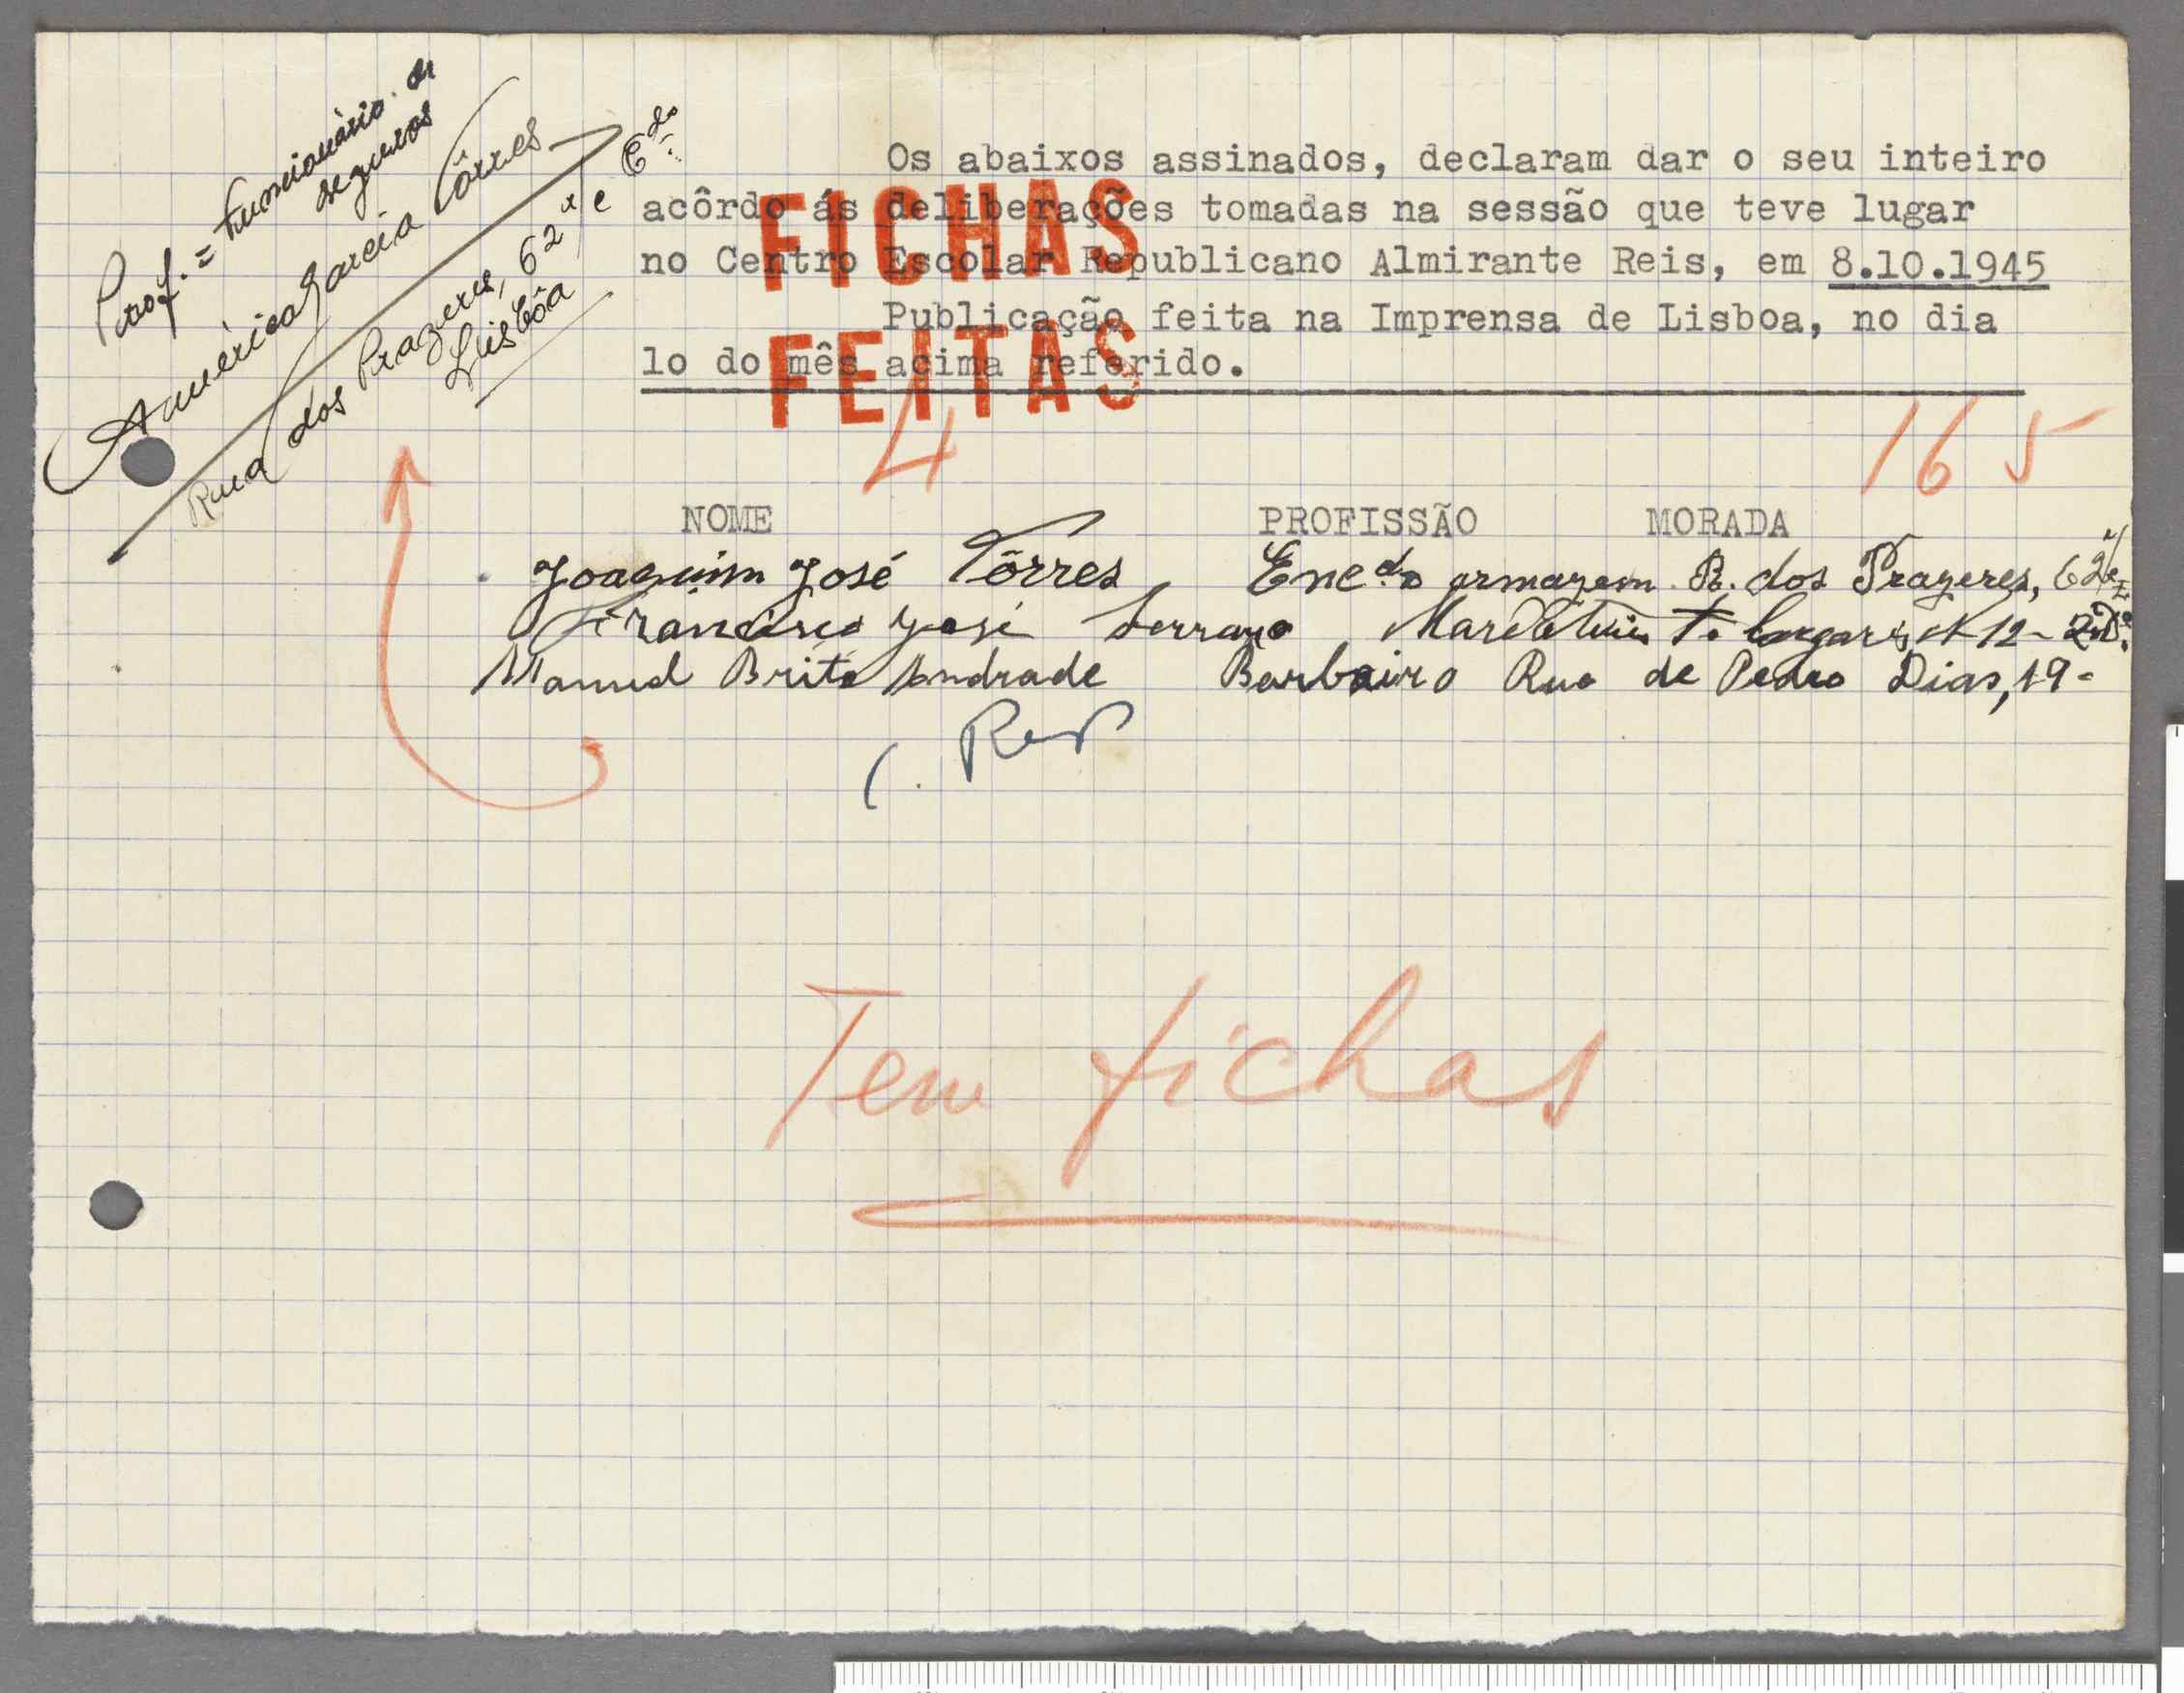 Prof. = Funcionário de
seguros
América Garcia Tôrres
Rua dos Prazeres, 62 r/c E.do
Lisbôa
Os abaixos assinados, declaram dar o seu inteiro
acôrdo ás deliberações tomadas na sessão que teve lugar
no Centro Escolar Republicano Almirante Reis, em 8.10.1945
Publicação feita na Imprensa de Lisboa, no dia
lo do mês acima referido.
FICHAS
FEITAS
4
165
NOME PROFISSÃO MORADA
Joaquim José Tôrres Enc.do armazem R. dos Prazeres, 62
Francisco José Serrano
Manuel Brito Andrade Barbairo Rua de Pedro Dias, 19-
Tem fichas